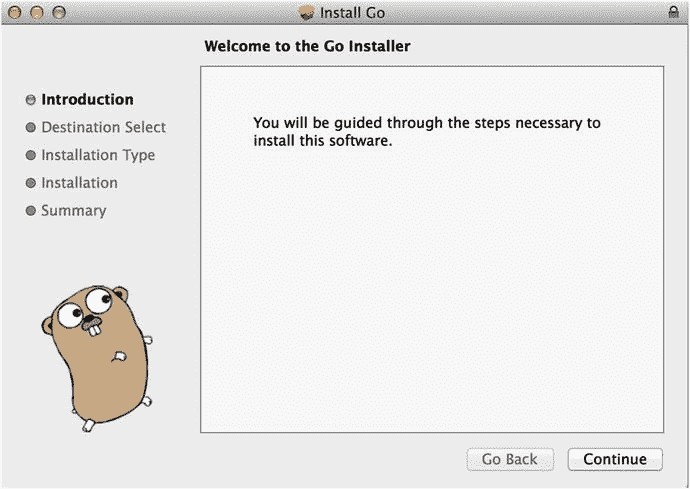 Install Go
Welcome to the Go Installer
Introduction
Destination Select
Installation Type
Installation
Summary
You will be guided through the steps necessary to
install this software.
Go Back
Continue